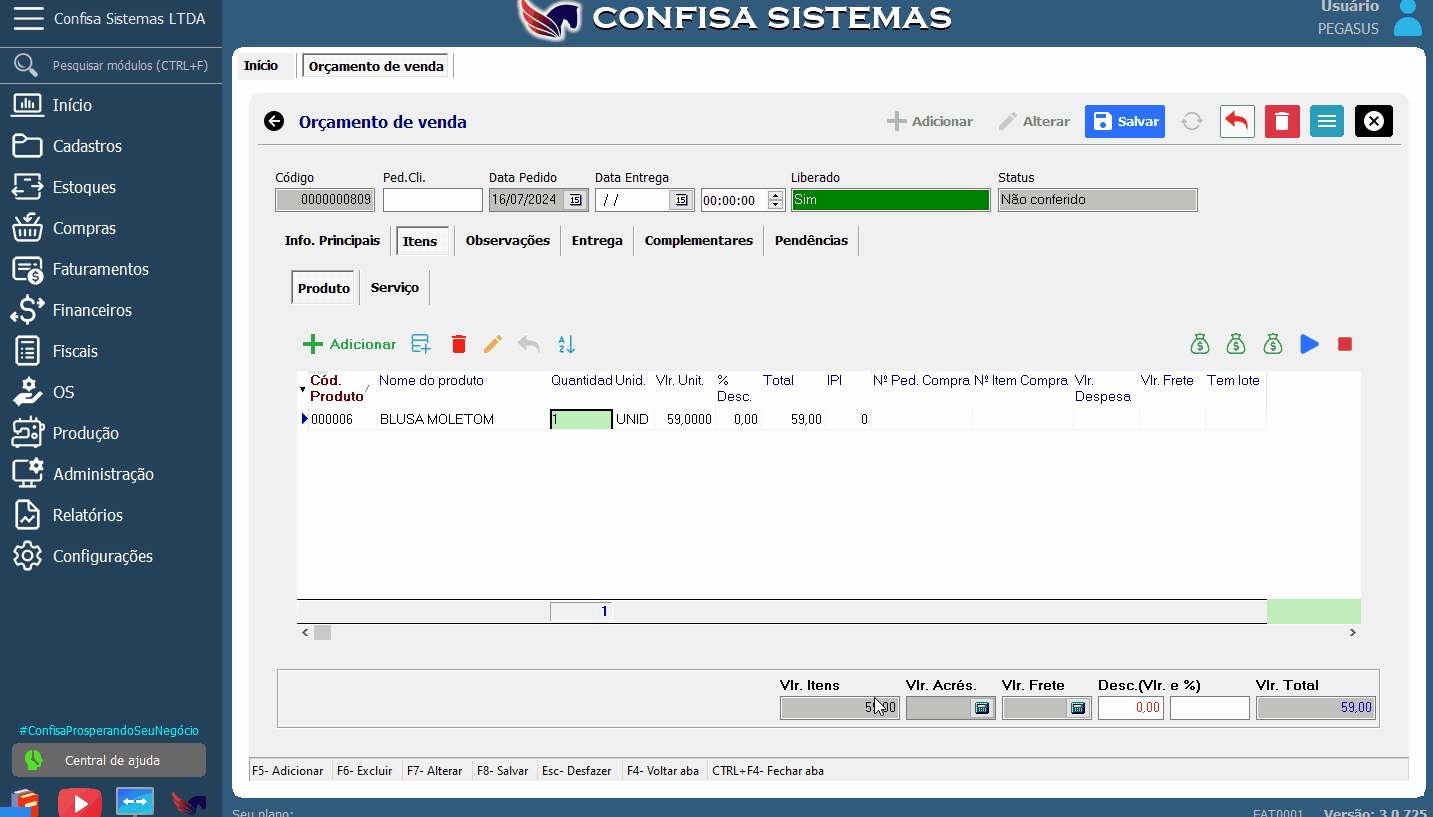 Confisa Sistemas LTDA
CONFISA SISTEMAS
Usuário
PEGASUS
Pesquisar módulos (CTRL+F)
Início
Cadastros
Estoques
Compras
Faturamentos
Financeiros
Fiscais
OS
Produção
Administração
Relatórios
Configurações
#ConfisaProsperandoSeuNegócio
Central de ajuda
Início Orçamento de venda
Orçamento de venda
Adicionar Alterar Salvar
Código Ped.Cli. Data Pedido Data Entrega Liberado Status
0000000809 16/07/2024 15 / / 15 00:00:00 Sim Não conferido
Info. Principais Itens Observações Entrega Complementares Pendências
Produto Serviço
Adicionar
Cód. Produto Nome do produto Quantidad Unid. Vlr. Unit. % Desc. Total IPI Nº Ped. Compra Nº Item Compra Vlr. Despesa Vlr. Frete Tem lote
000006 BLUSA MOLETOM 1 UNID 59,0000 0,00 59,00 0
1
Vlr. Itens Vlr. Acrés. Vlr. Frete Desc.(Vlr. e %) Vlr. Total
59,00 0,00 59,00
F5- Adicionar F6- Excluir F7- Alterar F8- Salvar Esc- Desfazer F4- Voltar aba CTRL+F4- Fechar aba
Seu plano: FAT0001 Versão: 3.0.725